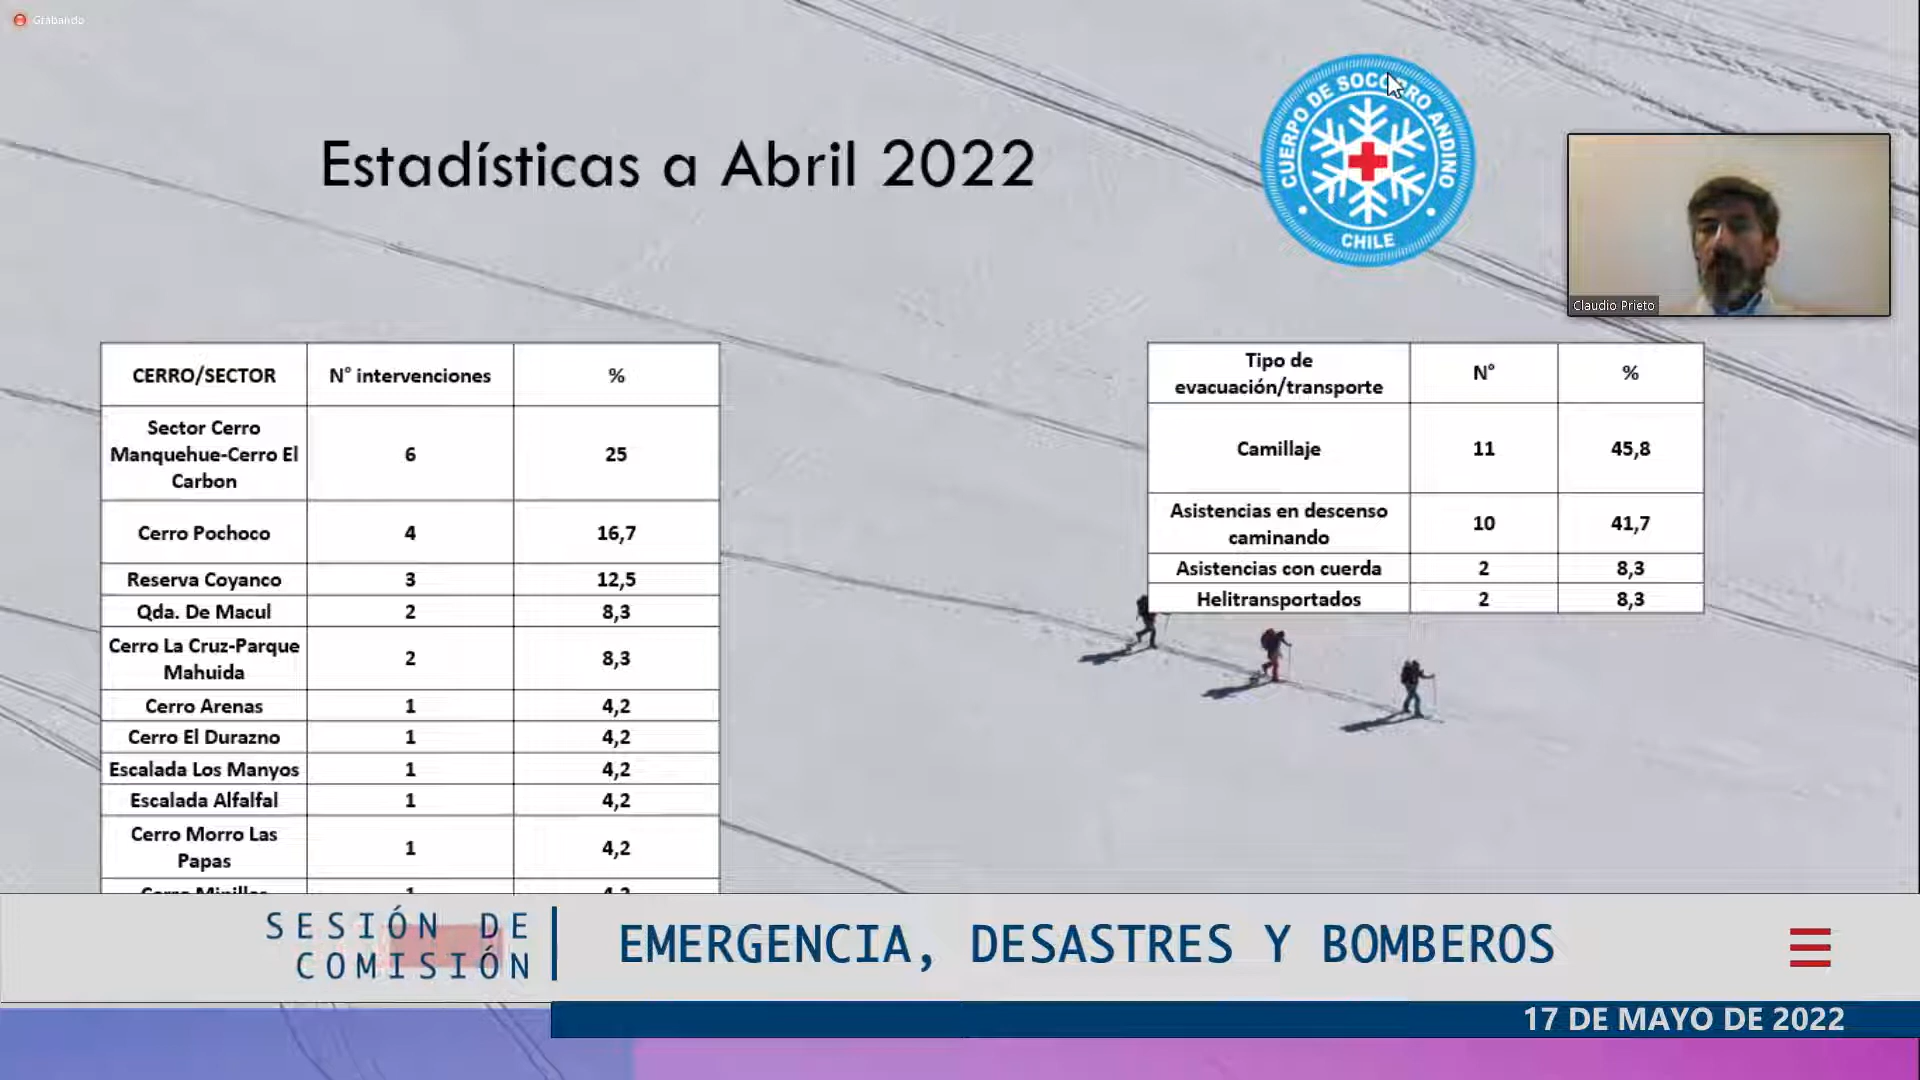 Grabando
CUERPO DE SOCORRO ANDINO
CHILE
Estadísticas a Abril 2022
Claudio Prieto
CERRO/SECTOR N° intervenciones %
Sector Cerro
Manquehue-Cerro El
Carbon
6 25
Cerro Pochoco 4 16,7
Reserva Coyanco 3 12,5
Qda. De Macul 2 8,3
Cerro La Cruz-Parque
Mahuida
2 8,3
Cerro Arenas 1 4,2
Cerro El Durazno 1 4,2
Escalada Los Manyos 1 4,2
Escalada Alfalfal 1 4,2
Cerro Morro Las
Papas
1 4,2
Cerro Minillas 1 4,2
Tipo de
evacuación/transporte
N° %
Camillaje 11 45,8
Asistencias en descenso
caminando
10 41,7
Asistencias con cuerda 2 8,3
Helitransportados 2 8,3
SESIÓN DE
COMISIÓN
EMERGENCIA, DESASTRES Y BOMBEROS
17 DE MAYO DE 2022